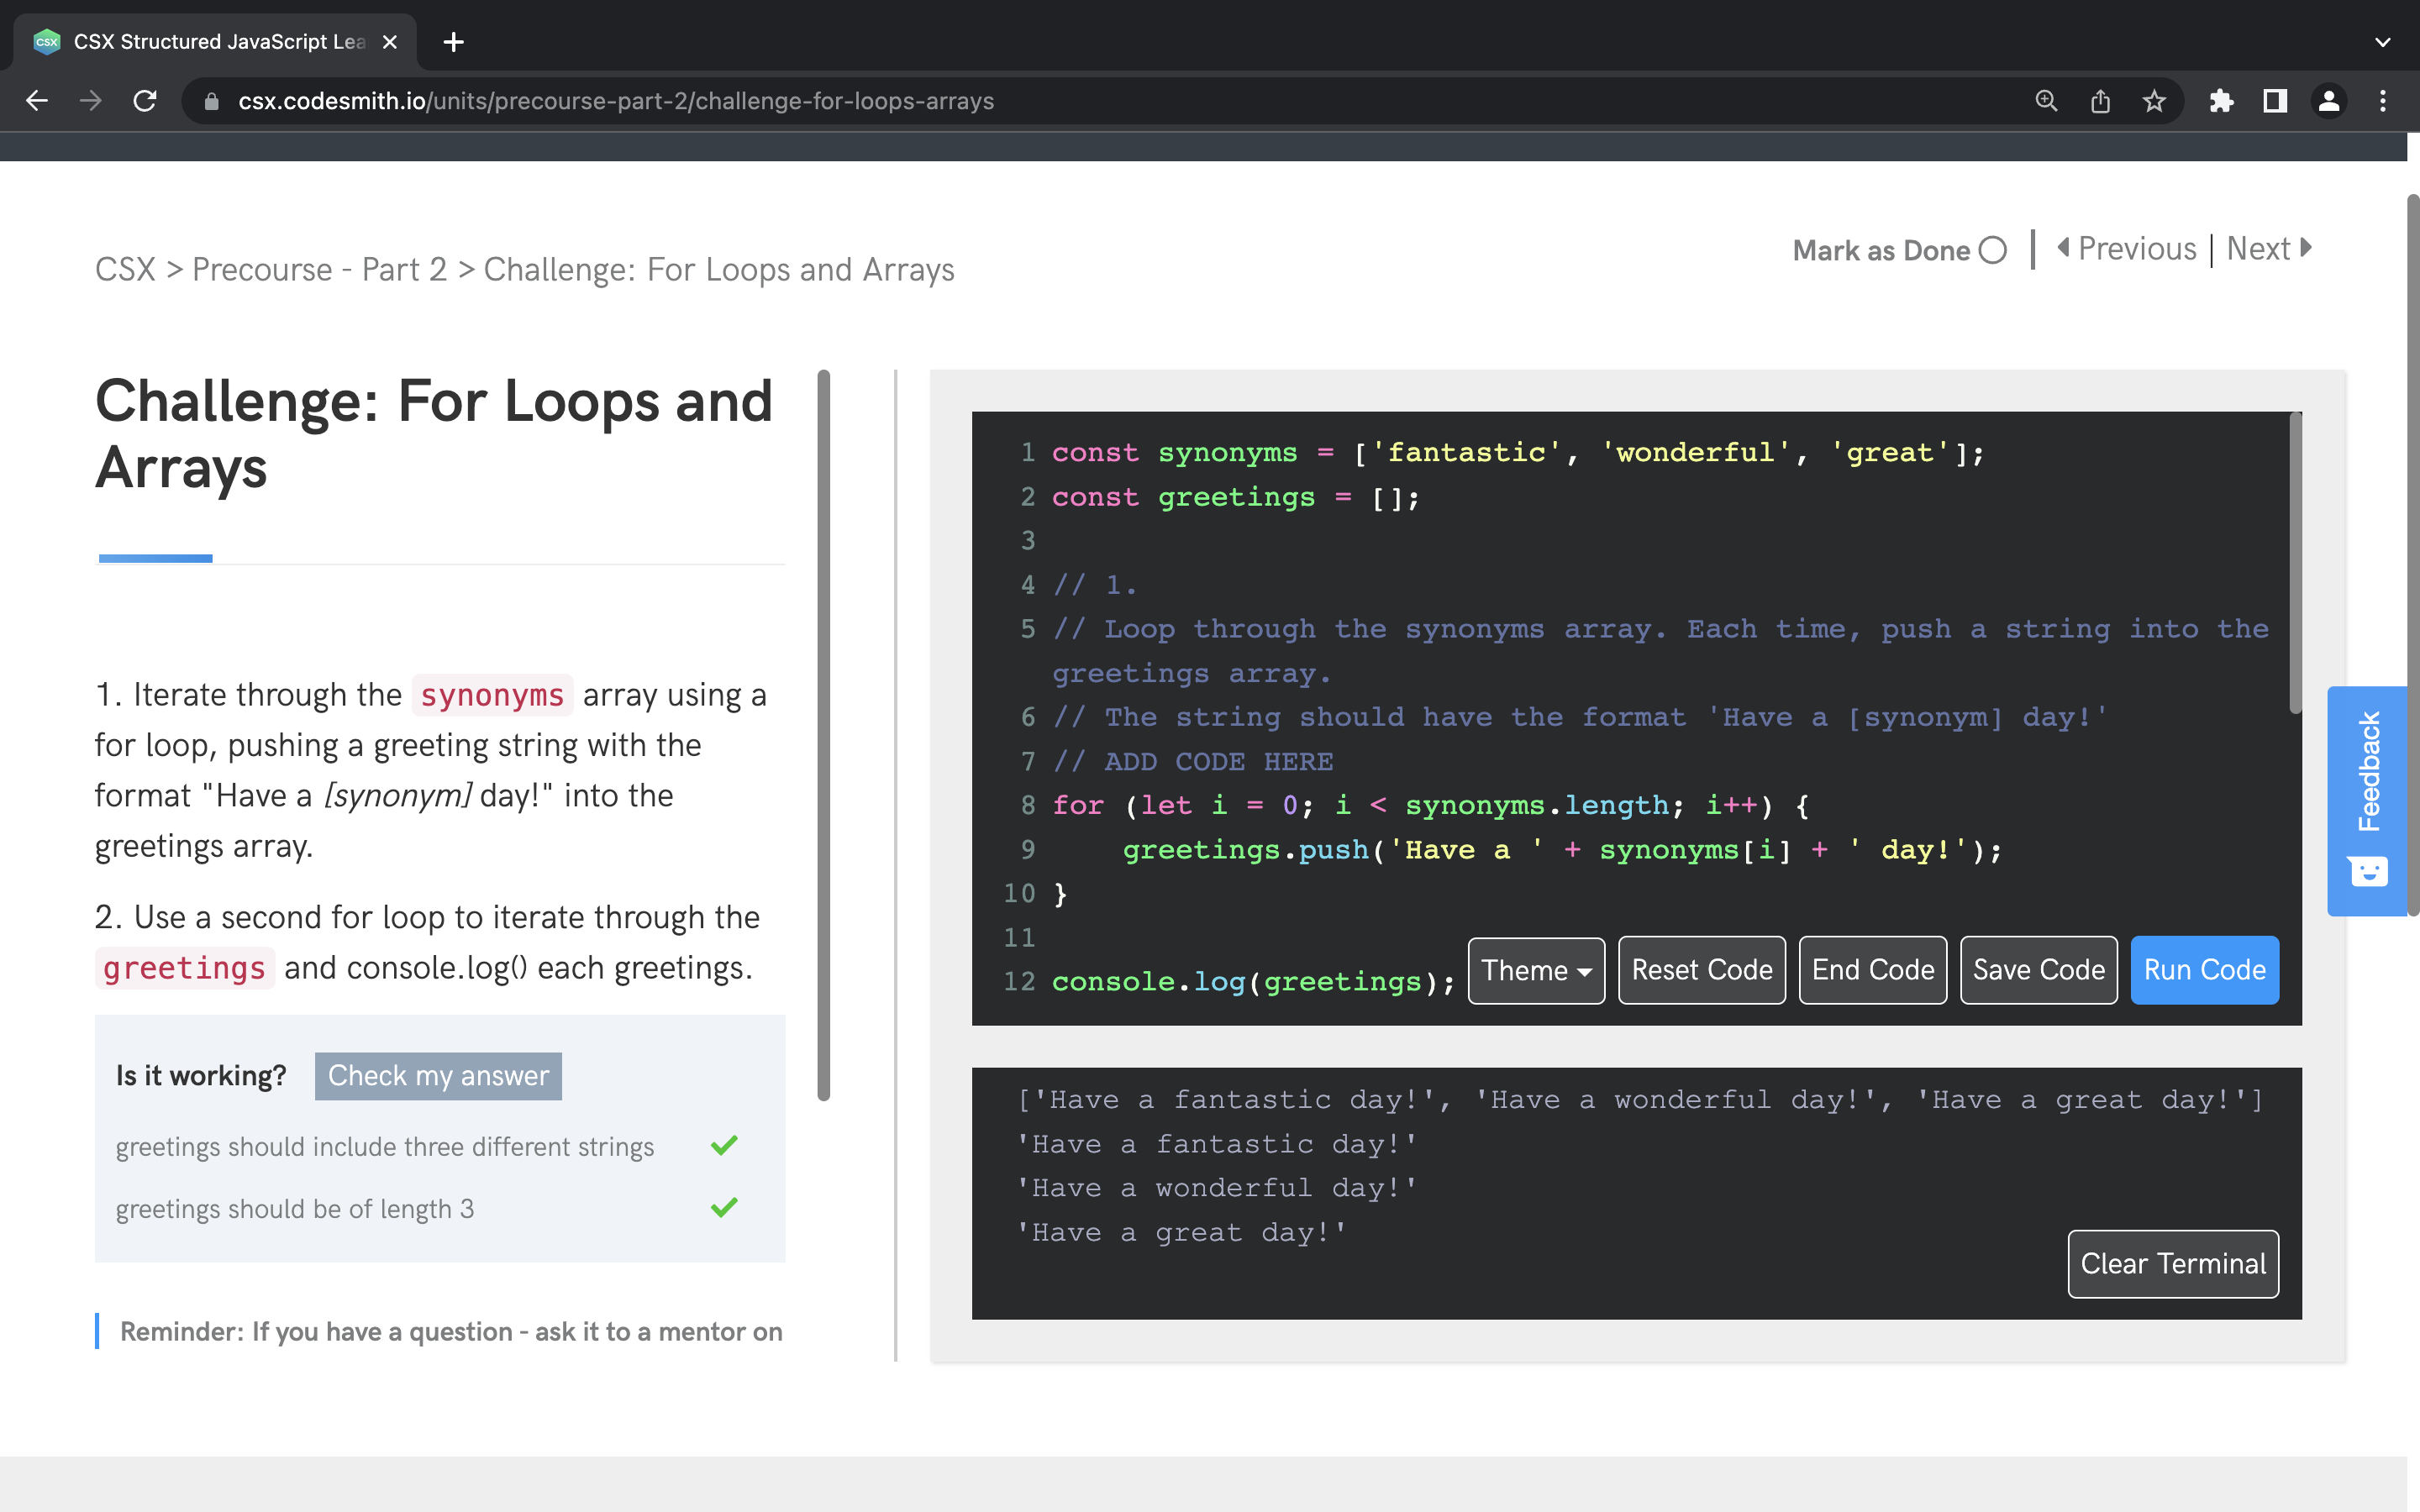 CSX Structured JavaScript Lea
csx.codesmith.io/units/precourse-part-2/challenge-for-loops-arrays
CSX > Precourse - Part 2 > Challenge: For Loops and Arrays
Mark as Done
Previous | Next
Challenge: For Loops and
Arrays
1. Iterate through the synonyms array using a
for loop, pushing a greeting string with the
format "Have a [synonym] day!" into the
greetings array.
2. Use a second for loop to iterate through the
greetings and console.log() each greetings.
Is it working?
Check my answer
greetings should include three different strings
greetings should be of length 3
Reminder: If you have a question - ask it to a mentor on
1 const synonyms = ['fantastic', 'wonderful', 'great'];
2 const greetings = [];
3
4 // 1.
5 // Loop through the synonyms array. Each time, push a string into the
greetings array.
6 // The string should have the format 'Have a [synonym] day!'
7 // ADD CODE HERE
8 for (let i = 0; i < synonyms.length; i++) {
9     greetings.push('Have a ' + synonyms[i] + ' day!');
10 }
11
12 console.log(greetings);
Theme
Reset Code
End Code
Save Code
Run Code
['Have a fantastic day!', 'Have a wonderful day!', 'Have a great day!']
'Have a fantastic day!'
'Have a wonderful day!'
'Have a great day!'
Clear Terminal
Feedback